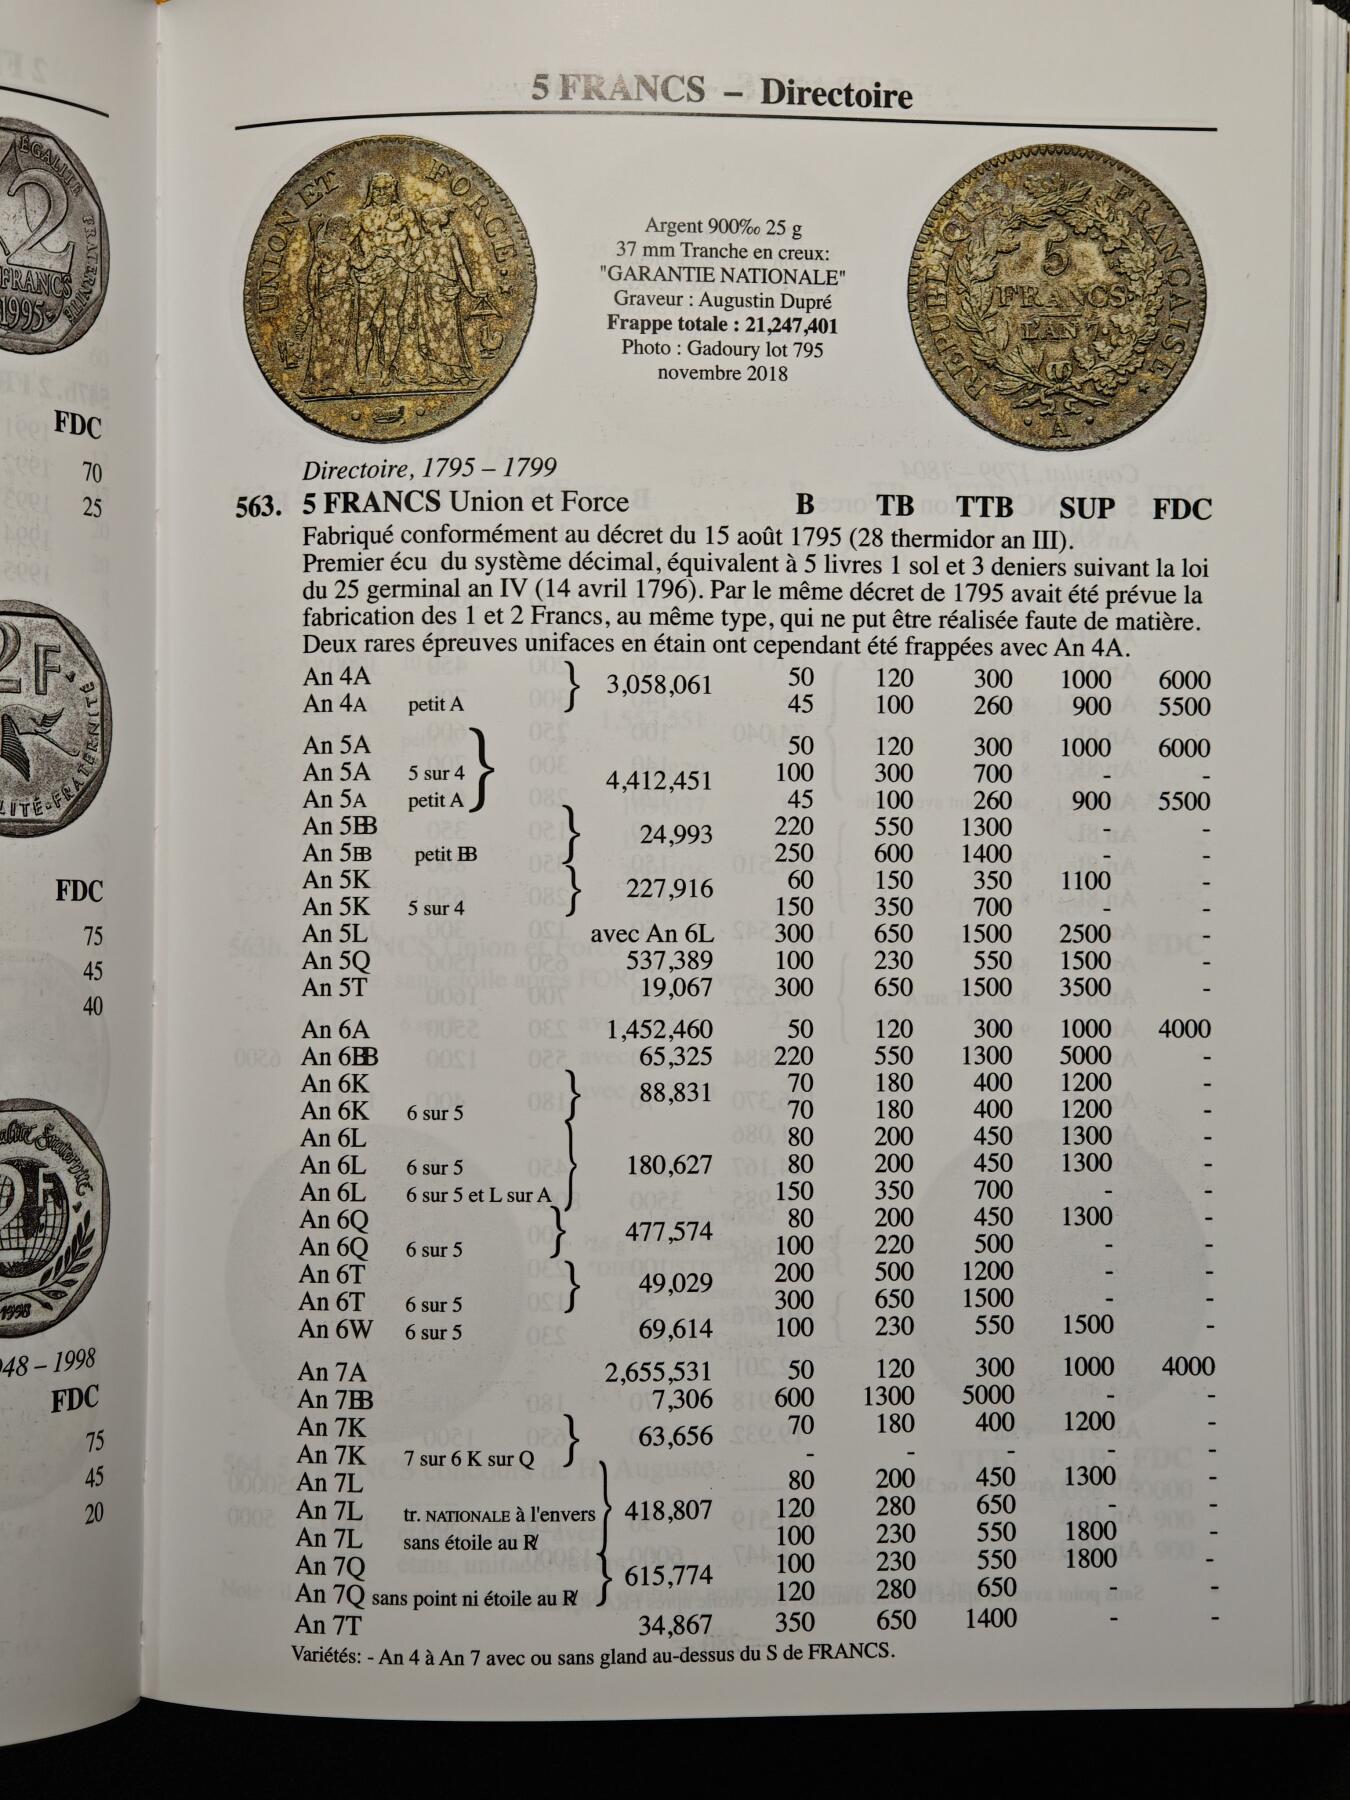 5 FRANCS – Directoire
UNION ET FORCE
Argent 900‰ 25 g
37 mm Tranche en creux:
"GARANTIE NATIONALE"
Graveur : Augustin Dupré
Frappe totale : 21,247,401
Photo : Gadoury lot 795
novembre 2018
RÉPUBLIQUE FRANÇAISE
5
FRANCS
L'AN 7.
A
Directoire, 1795 – 1799
563. 5 FRANCS Union et Force B TB TTB SUP FDC
Fabriqué conformément au décret du 15 août 1795 (28 thermidor an III).
Premier écu du système décimal, équivalent à 5 livres 1 sol et 3 deniers suivant la loi
du 25 germinal an IV (14 avril 1796). Par le même décret de 1795 avait été prévue la
fabrication des 1 et 2 Francs, au même type, qui ne put être réalisée faute de matière.
Deux rares épreuves unifaces en étain ont cependant été frappées avec An 4A.
An 4A } 3,058,061 50 120 300 1000 6000
An 4A petit A 45 100 260 900 5500
An 5A 50 120 300 1000 6000
An 5A 5 sur 4 } 4,412,451 100 300 700 - -
An 5A petit A 45 100 260 900 5500
An 5BB } 24,993 220 550 1300 - -
An 5BB petit BB 250 600 1400 - -
An 5K } 227,916 60 150 350 1100 -
An 5K 5 sur 4 150 350 700 - -
An 5L avec An 6L 300 650 1500 2500 -
An 5Q 537,389 100 230 550 1500 -
An 5T 19,067 300 650 1500 3500 -
An 6A 1,452,460 50 120 300 1000 4000
An 6BB 65,325 220 550 1300 5000 -
An 6K } 88,831 70 180 400 1200 -
An 6K 6 sur 5 70 180 400 1200 -
An 6L 80 200 450 1300 -
An 6L 6 sur 5 } 180,627 80 200 450 1300 -
An 6L 6 sur 5 et L sur A 150 350 700 - -
An 6Q } 477,574 80 200 450 1300 -
An 6Q 6 sur 5 100 220 500 - -
An 6T } 49,029 200 500 1200 - -
An 6T 6 sur 5 300 650 1500 - -
An 6W 6 sur 5 69,614 100 230 550 1500 -
An 7A 2,655,531 50 120 300 1000 4000
An 7BB 7,306 600 1300 5000 - -
An 7K } 63,656 70 180 400 1200 -
An 7K 7 sur 6 K sur Q - - - - -
An 7L 80 200 450 1300 -
An 7L tr. NATIONALE à l'envers } 418,807 120 280 650 - -
An 7L sans étoile au R/ 100 230 550 1800 -
An 7Q } 615,774 100 230 550 1800 -
An 7Q sans point ni étoile au R/ 120 280 650 - -
An 7T 34,867 350 650 1400 - -
Variétés: - An 4 à An 7 avec ou sans gland au-dessus du S de FRANCS.
ÉGALITÉ
FRATERNITÉ
2
FRANCS
1995
FDC
70
25
2F
FDC
75
45
40
2F
1998
48 – 1998
FDC
75
45
20